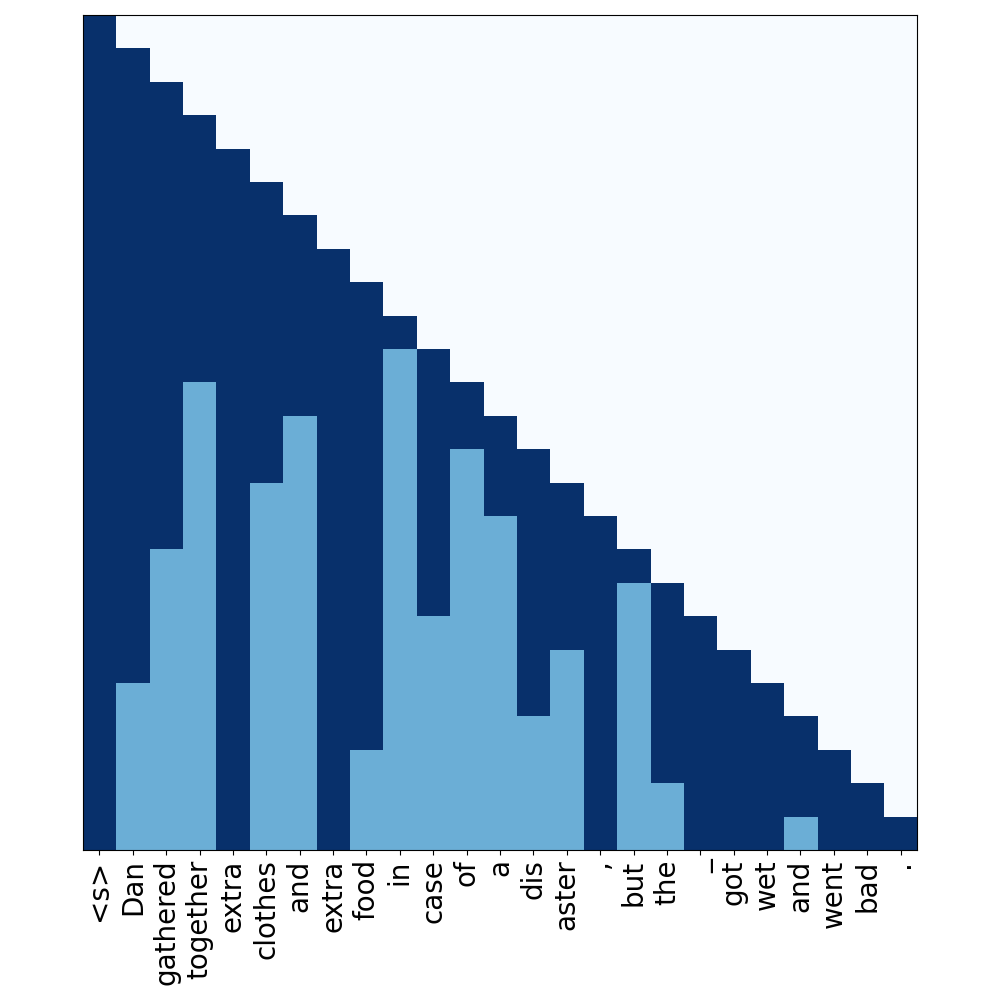 <s>
Dan
gathered
together
extra
clothes
and
extra
food
in
case
of
a
dis
aster
,
but
the
_
got
wet
and
went
bad
.